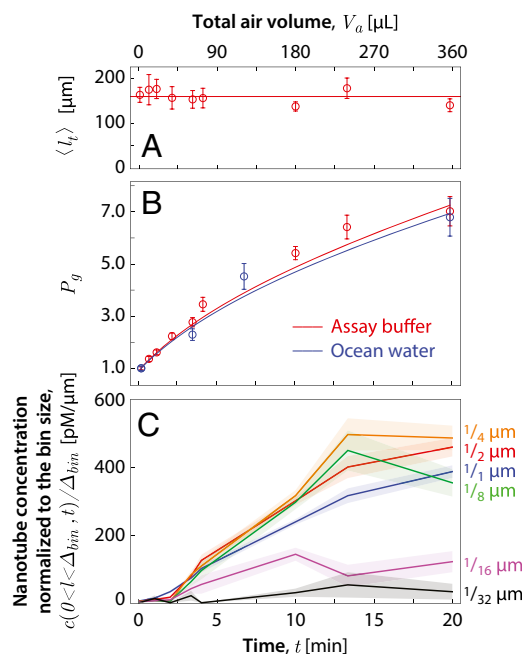 Total air volume, V_a [μL]
0 90 180 270 360
⟨l_t⟩ [μm]
200
100
0
A
B
P_g
7.0
5.0
3.0
1.0
Assay buffer
Ocean water
C
Nanotube concentration
normalized to the bin size,
c(0<l<Δ_bin, t)/Δ_bin [pM/μm]
600
400
200
0
1/4 μm
1/2 μm
1/1 μm
1/8 μm
1/16 μm
1/32 μm
0 5 10 15 20
Time, t [min]